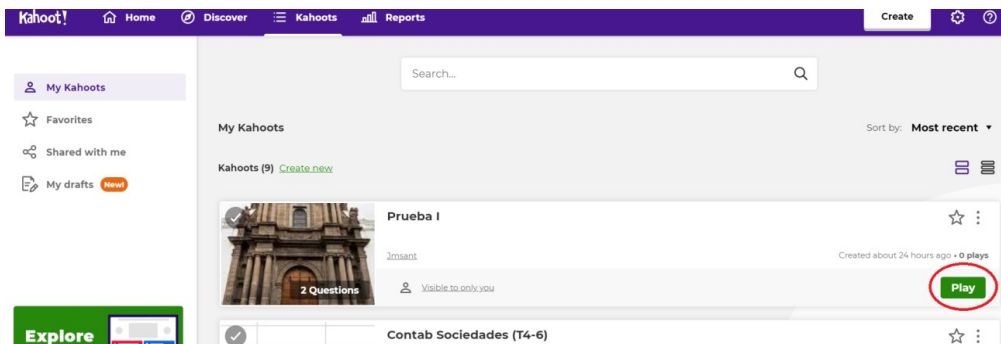 Kahoot! Home Discover Kahoots Reports Create
Search...
My Kahoots
Favorites
Shared with me
My drafts New!
My Kahoots
Sort by: Most recent
Kahoots (9) Create new
Prueba I
Jmsant
Created about 24 hours ago • 0 plays
2 Questions
Visible to only you
Play
Explore
Contab Sociedades (T4-6)